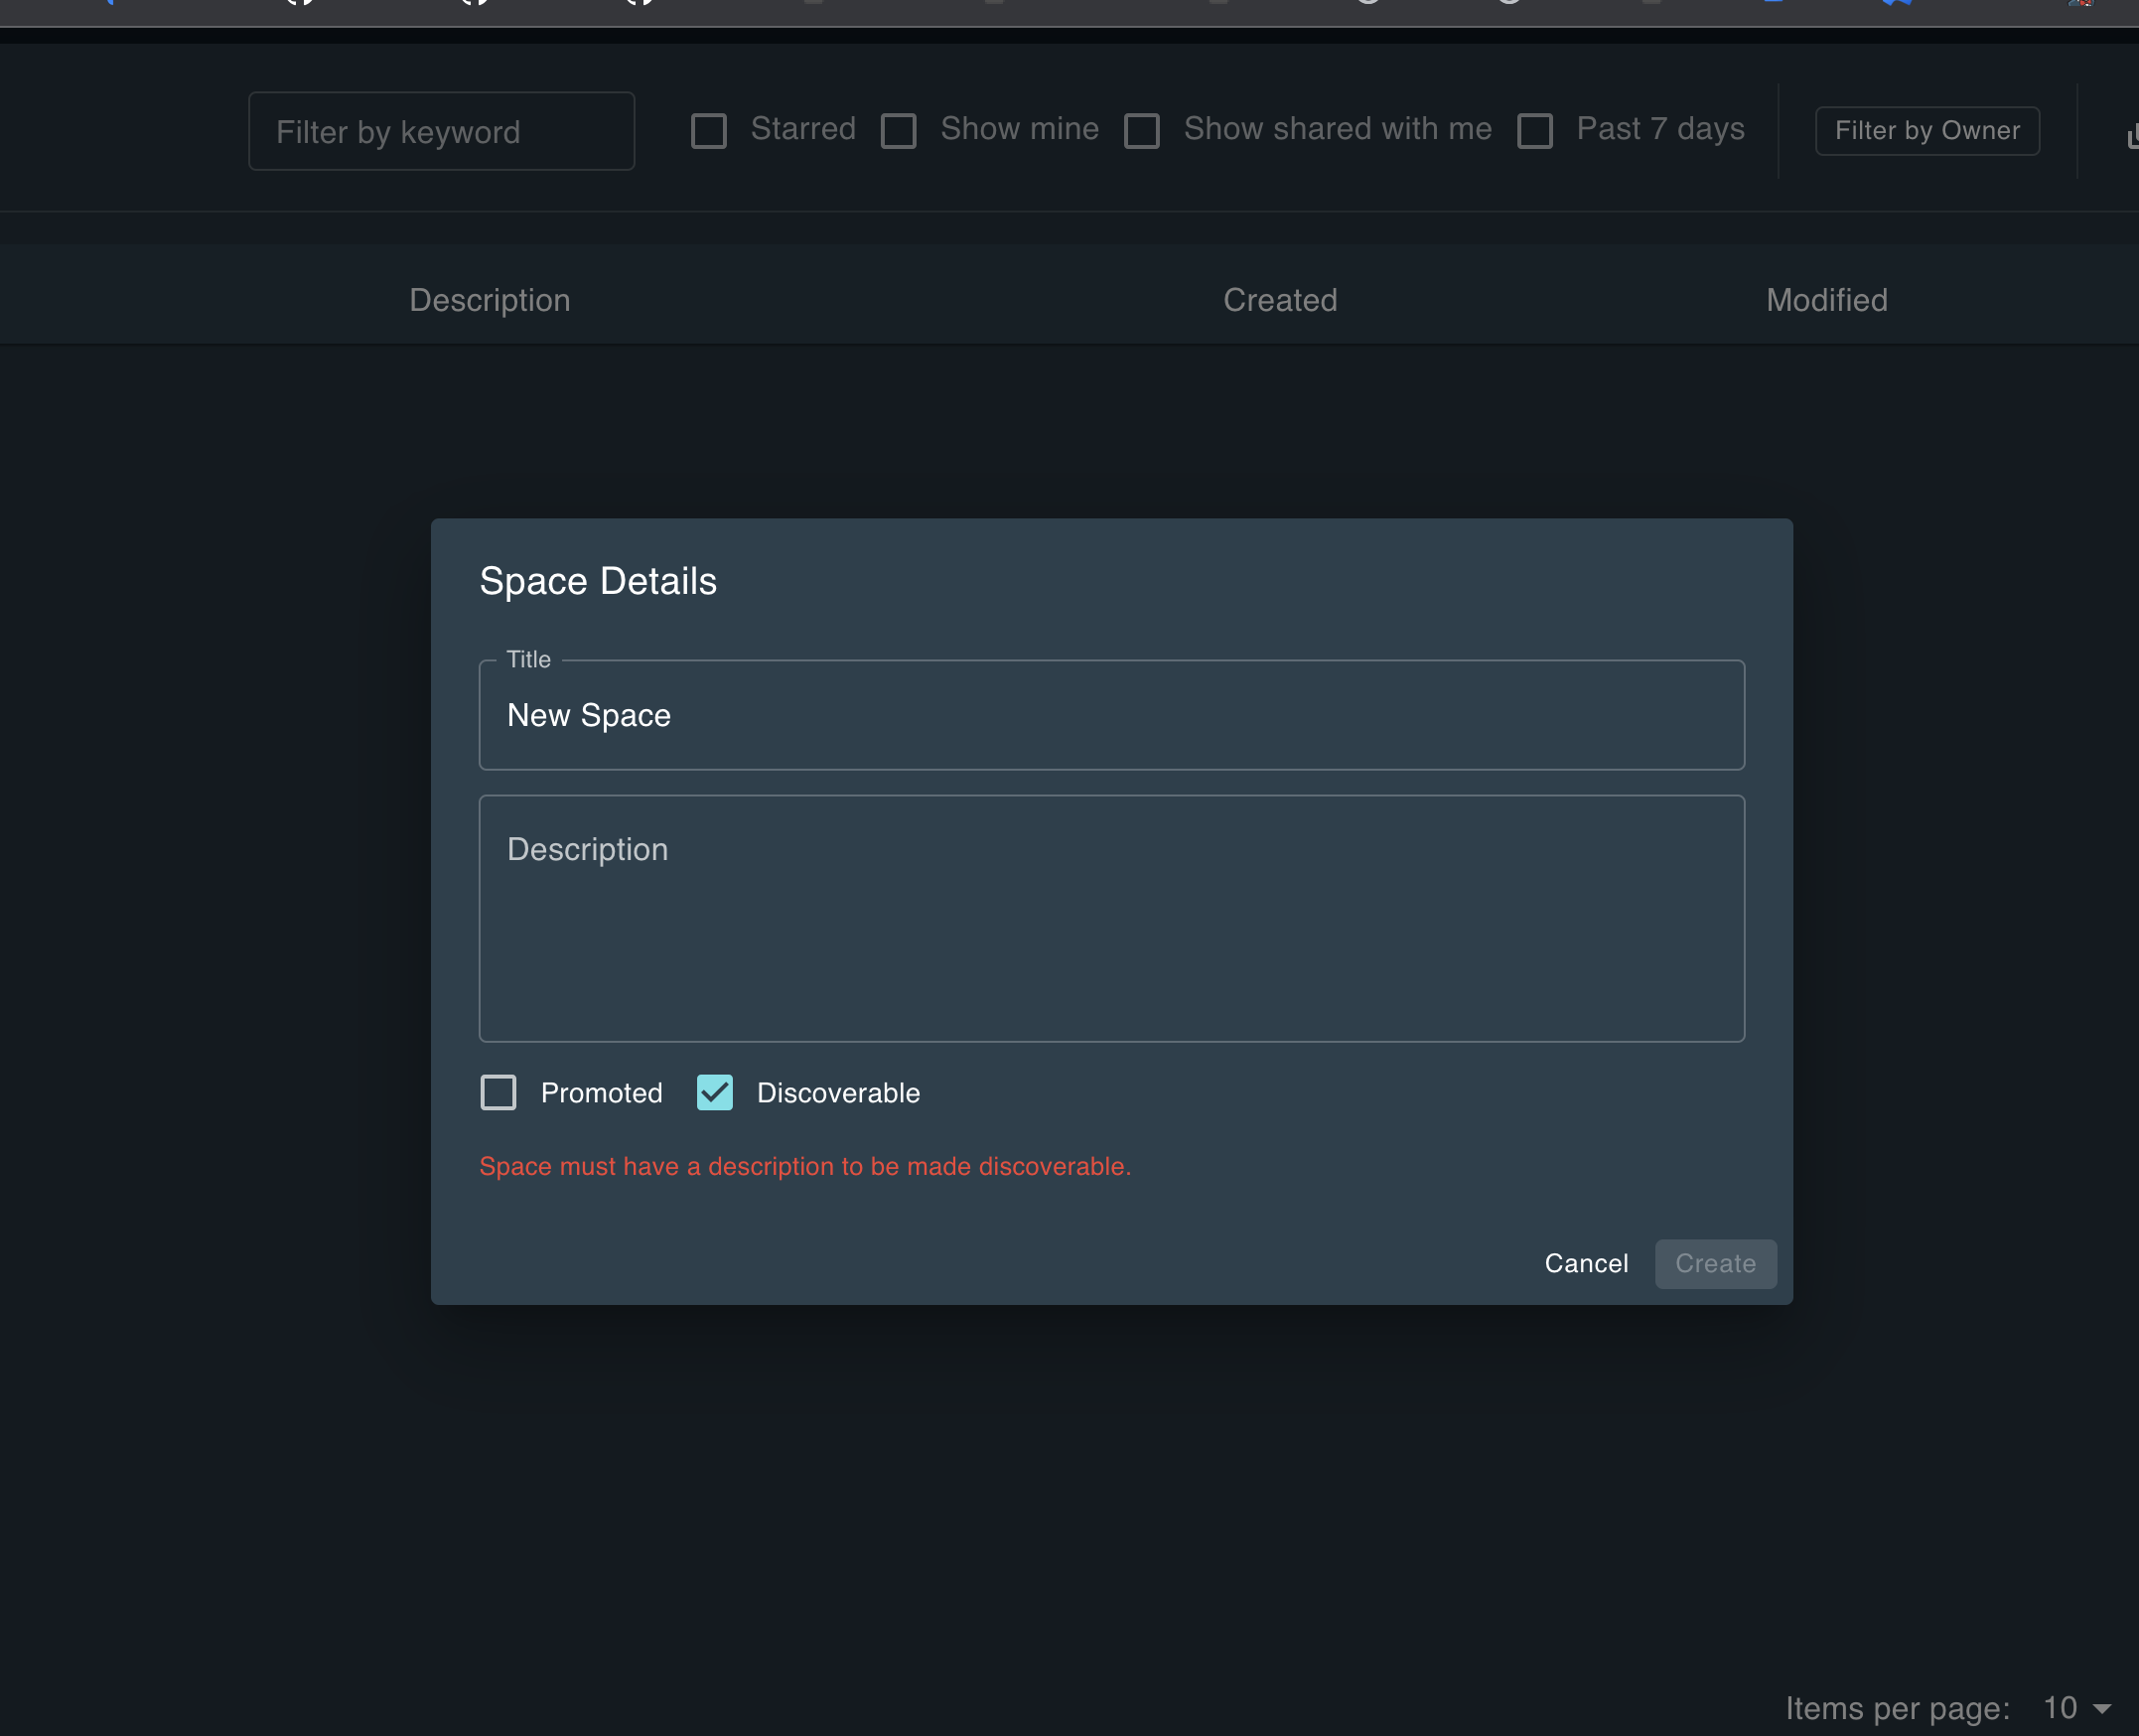 Filter by keyword Starred Show mine Show shared with me Past 7 days Filter by Owner
Description Created Modified
Space Details
Title
New Space
Description
Promoted Discoverable
Space must have a description to be made discoverable.
Cancel Create
Items per page: 10